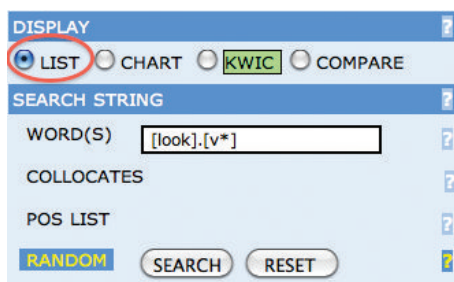 DISPLAY ?
LIST CHART KWIC COMPARE
SEARCH STRING ?
WORD(S) [look].[v*] ?
COLLOCATES ?
POS LIST ?
RANDOM SEARCH RESET ?